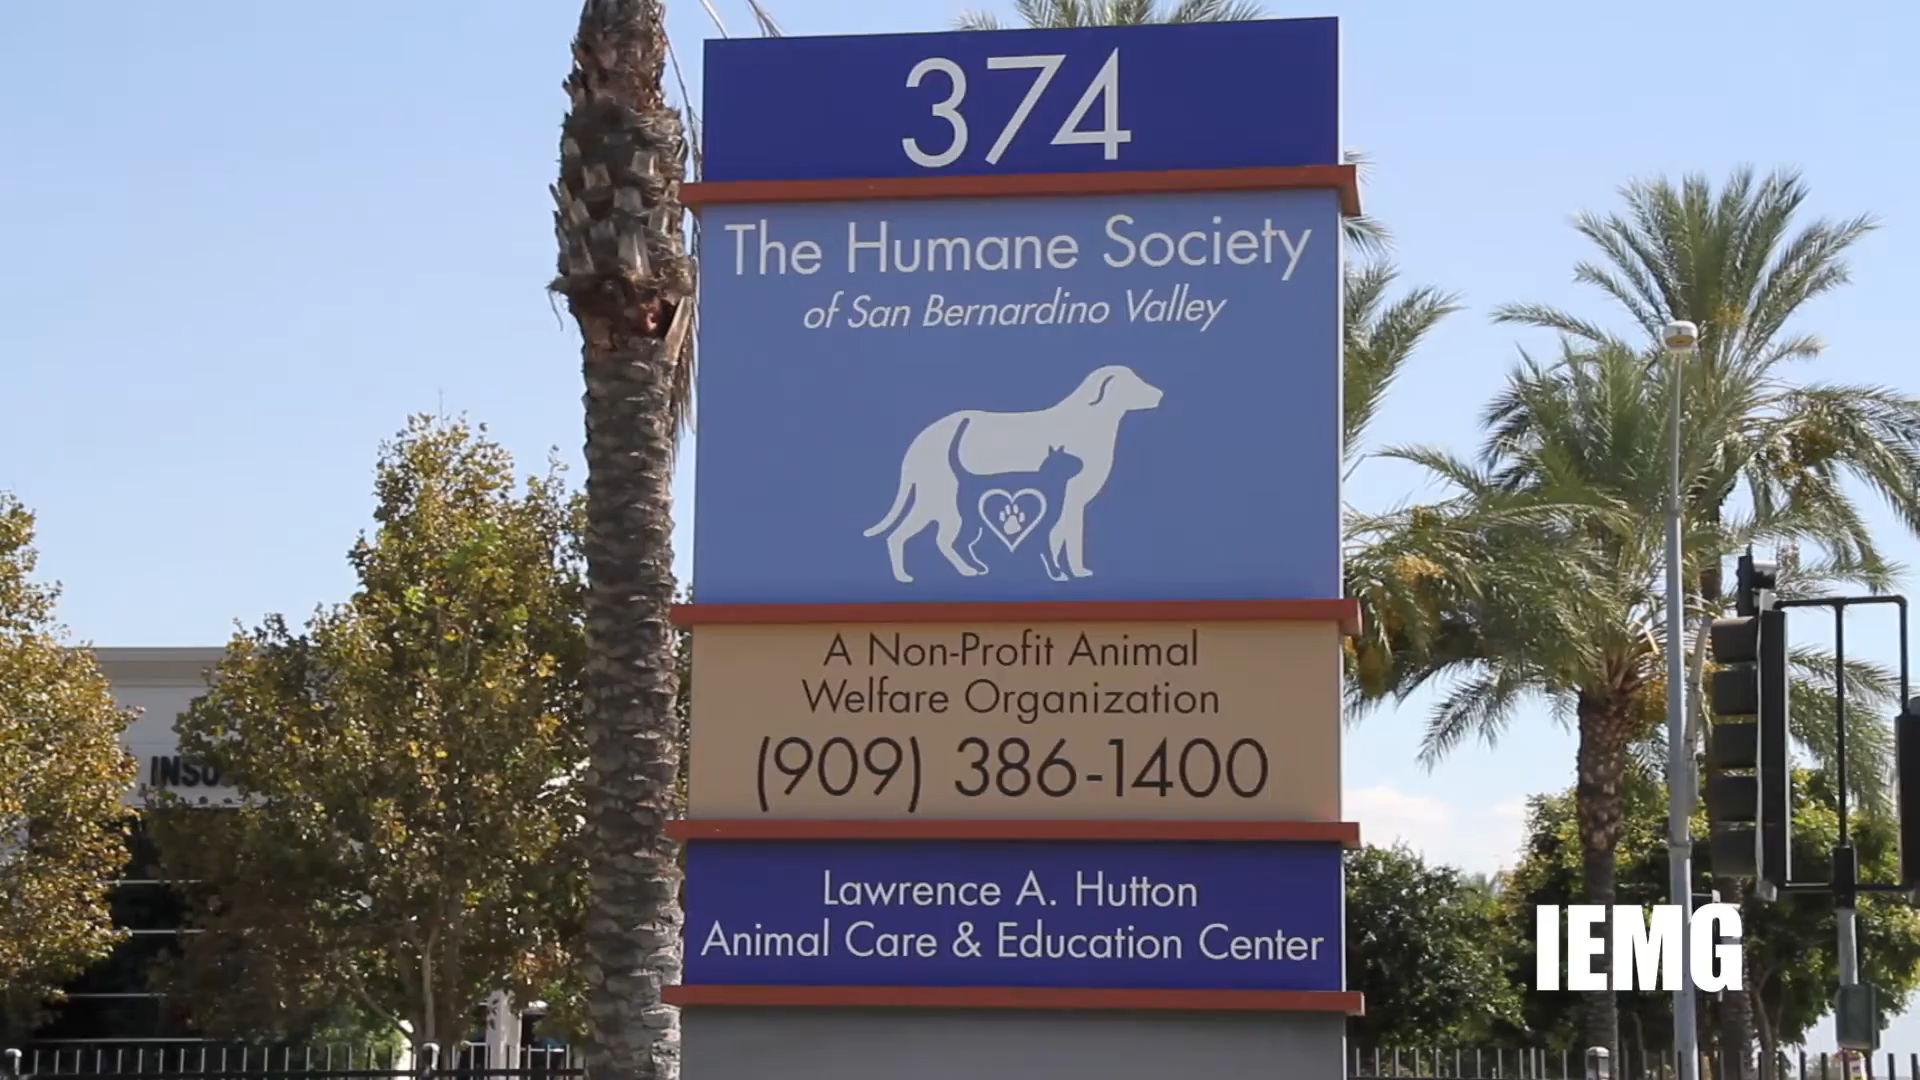 374
The Humane Society
of San Bernardino Valley
A Non-Profit Animal
Welfare Organization
(909) 386-1400
Lawrence A. Hutton
Animal Care & Education Center
IEMG